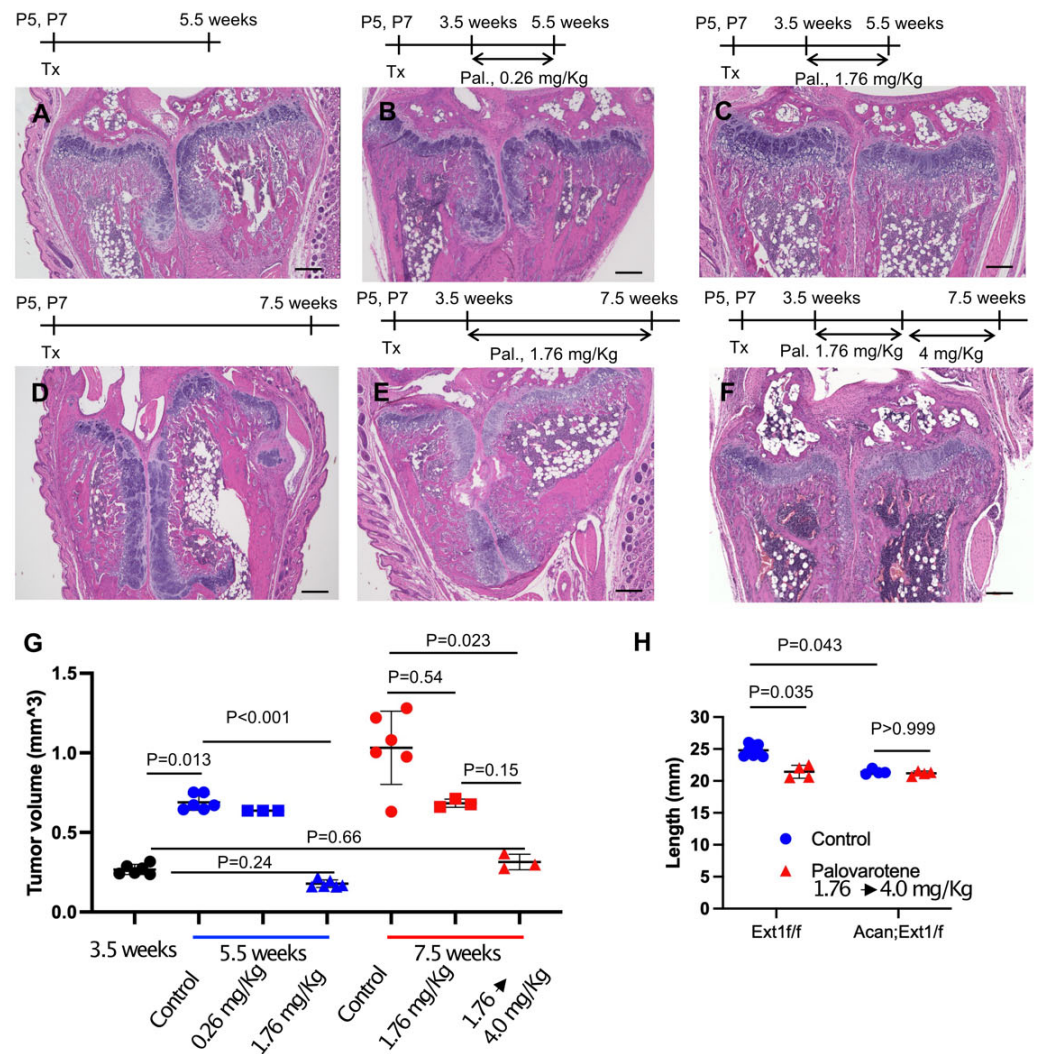 P5, P7 5.5 weeks
Tx
A
P5, P7 3.5 weeks 5.5 weeks
Tx
Pal., 0.26 mg/Kg
B
P5, P7 3.5 weeks 5.5 weeks
Tx
Pal., 1.76 mg/Kg
C
P5, P7 7.5 weeks
Tx
D
P5, P7 3.5 weeks 7.5 weeks
Tx
Pal., 1.76 mg/Kg
E
P5, P7 3.5 weeks 7.5 weeks
Tx
Pal. 1.76 mg/Kg 4 mg/Kg
F
G
Tumor volume (mm^3)
1.5
1.0
0.5
0.0
P=0.013
P<0.001
P=0.24
P=0.66
P=0.023
P=0.54
P=0.15
3.5 weeks
5.5 weeks
7.5 weeks
Control
0.26 mg/Kg
1.76 mg/Kg
Control
1.76 mg/Kg
1.76
4.0 mg/Kg
H
P=0.043
P=0.035
P>0.999
Length (mm)
30
25
20
15
10
5
0
Control
Palovarotene
1.76 4.0 mg/Kg
Ext1f/f
Acan;Ext1/f